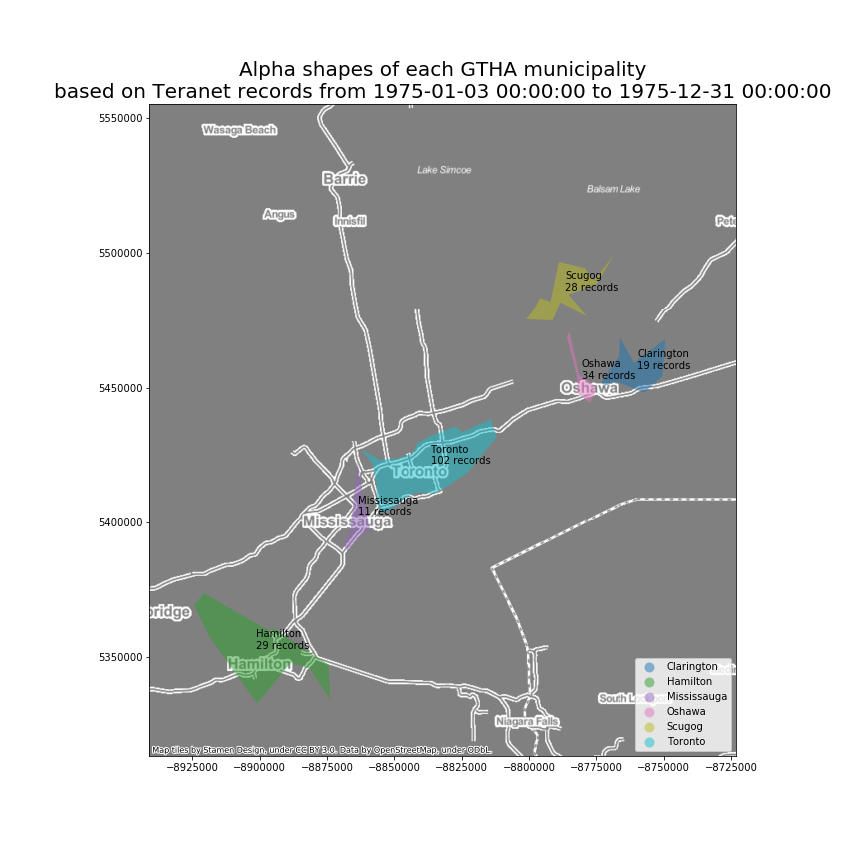 Alpha shapes of each GTHA municipality
based on Teranet records from 1975-01-03 00:00:00 to 1975-12-31 00:00:00
5550000
5500000
5450000
5400000
5350000
Wasaga Beach
Barrie
Lake Simcoe
Balsam Lake
Angus
Innisfil
Scugog
28 records
Clarington
19 records
Oshawa
34 records
Oshawa
Toronto
102 records
Toronto
Mississauga
11 records
Mississauga
Hamilton
29 records
Hamilton
Niagara Falls
Clarington
Hamilton
Mississauga
Oshawa
Scugog
Toronto
Map tiles by Stamen Design, under CC BY 3.0. Data by OpenStreetMap, under ODbL.
−8925000 −8900000 −8875000 −8850000 −8825000 −8800000 −8775000 −8750000 −8725000